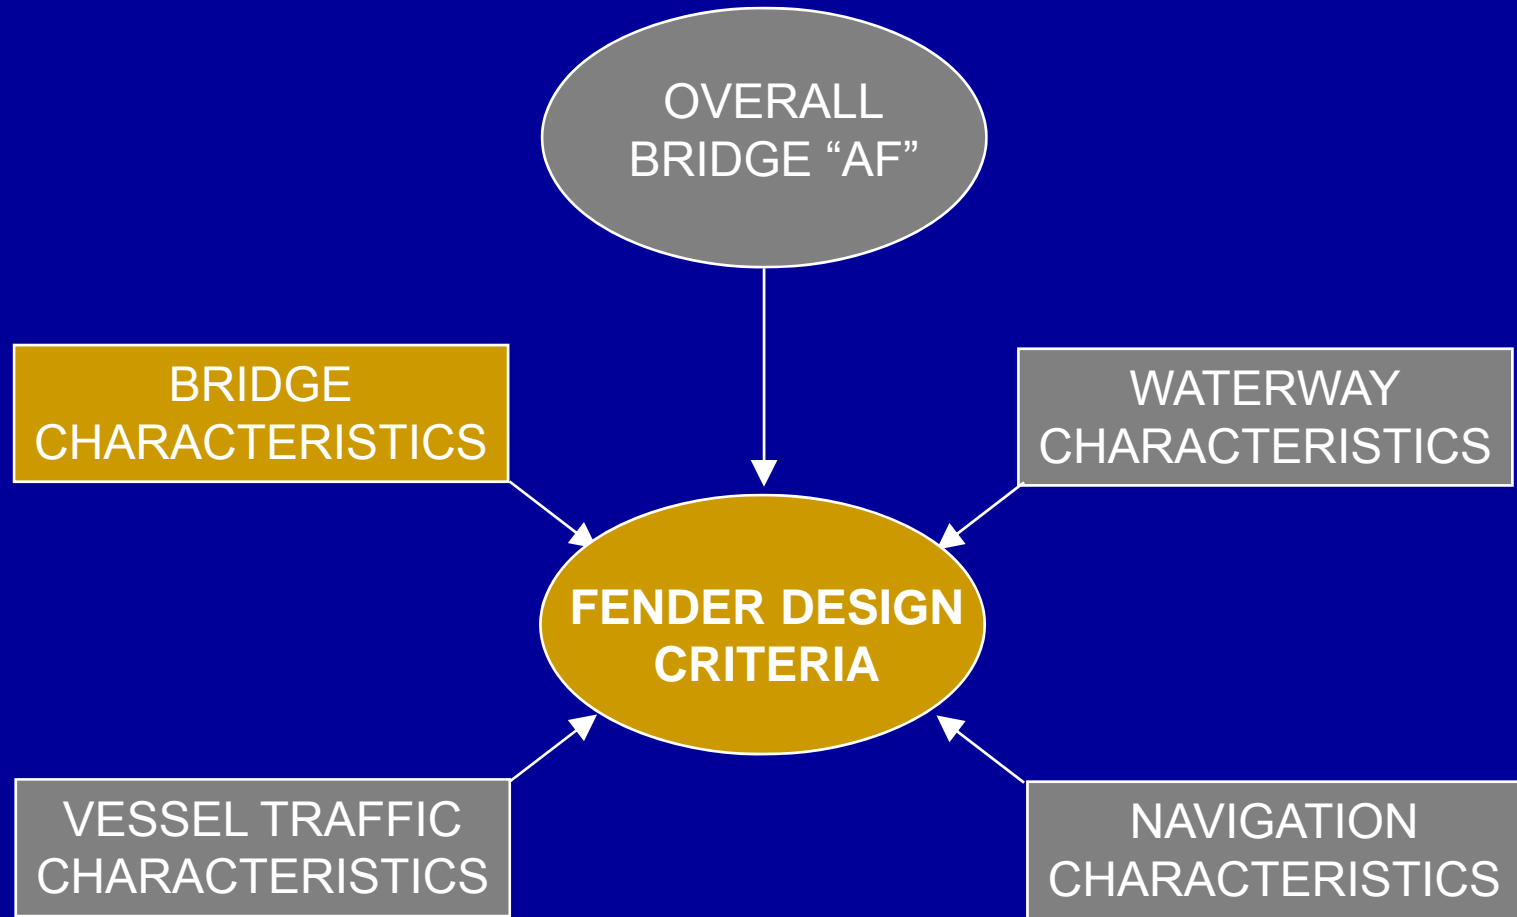 OVERALL
BRIDGE “AF”
BRIDGE
CHARACTERISTICS
WATERWAY
CHARACTERISTICS
FENDER DESIGN
CRITERIA
VESSEL TRAFFIC
CHARACTERISTICS
NAVIGATION
CHARACTERISTICS